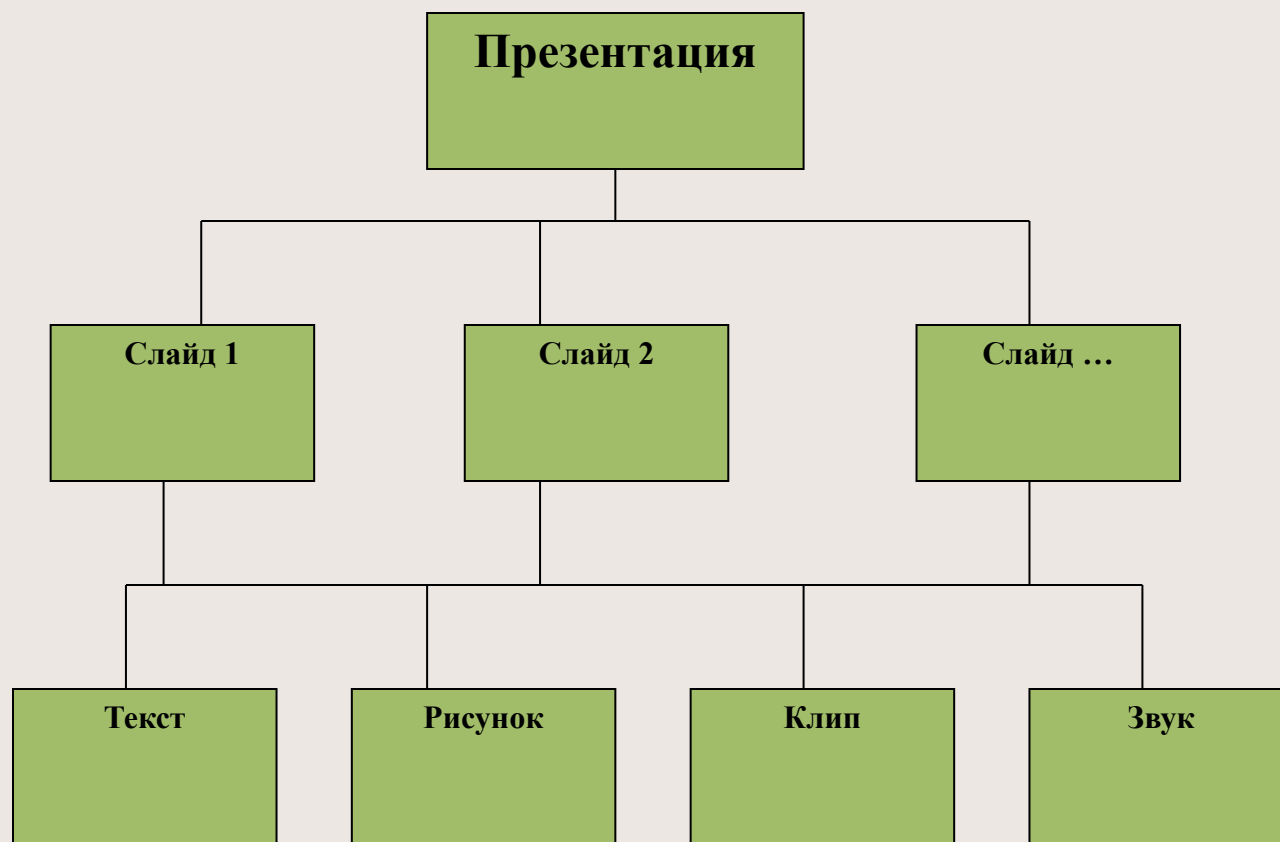 Презентация
Слайд 1
Слайд 2
Слайд …
Текст
Рисунок
Клип
Звук